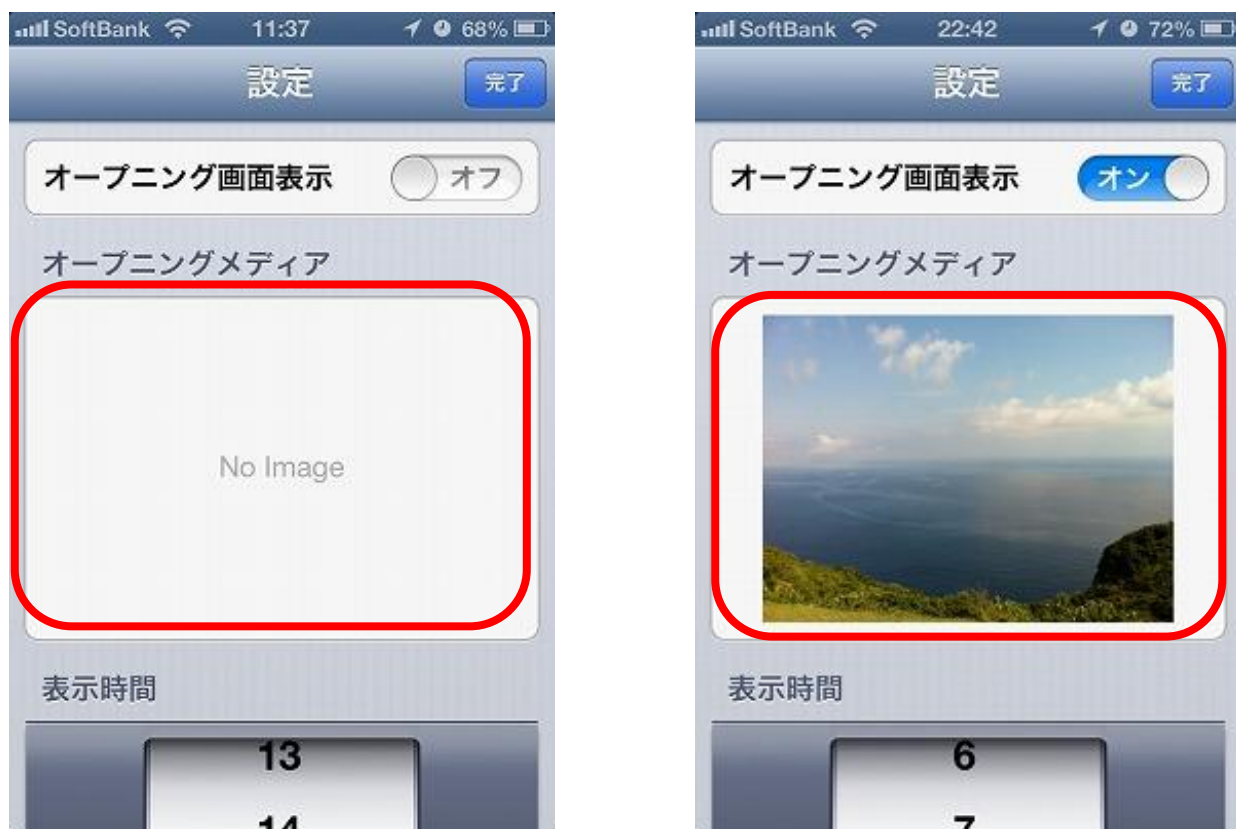 SoftBank 11:37 68%
設定 完了
オープニング画面表示 オフ
オープニングメディア
No Image
表示時間
13
14
SoftBank 22:42 72%
設定 完了
オープニング画面表示 オン
オープニングメディア
表示時間
6
7